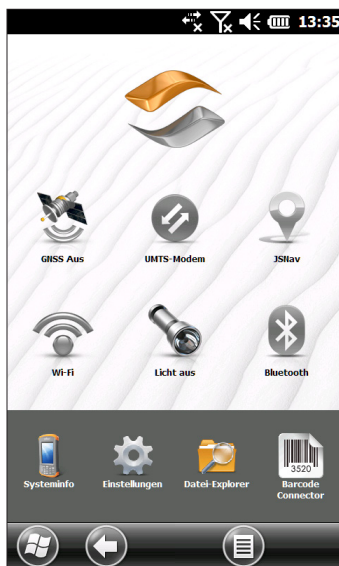 13:35
GNSS Aus
UMTS-Modem
JSNav
Wi-Fi
Licht aus
Bluetooth
3520
Systeminfo
Einstellungen
Datei-Explorer
Barcode
Connector